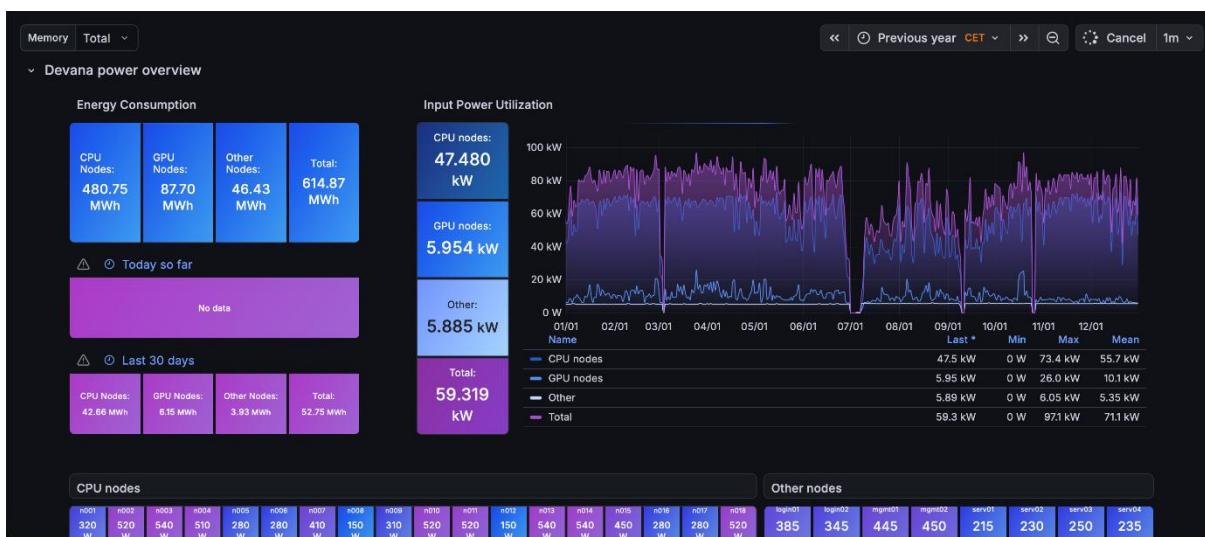 Memory Total
Previous year CET
Cancel 1m
Devana power overview
Energy Consumption
CPU Nodes:
480.75 MWh
GPU Nodes:
87.70 MWh
Other Nodes:
46.43 MWh
Total:
614.87 MWh
Today so far
No data
Last 30 days
CPU Nodes:
42.66 MWh
GPU Nodes:
6.15 MWh
Other Nodes:
3.93 MWh
Total:
52.75 MWh
Input Power Utilization
CPU nodes:
47.480 kW
GPU nodes:
5.954 kW
Other:
5.885 kW
Total:
59.319 kW
100 kW
80 kW
60 kW
40 kW
20 kW
0 W
01/01 02/01 03/01 04/01 05/01 06/01 07/01 08/01 09/01 10/01 11/01 12/01
Name Last * Min Max Mean
CPU nodes 47.5 kW 0 W 73.4 kW 55.7 kW
GPU nodes 5.95 kW 0 W 26.0 kW 10.1 kW
Other 5.89 kW 0 W 6.05 kW 5.35 kW
Total 59.3 kW 0 W 97.1 kW 71.1 kW
CPU nodes
n001 n002 n003 n004 n005 n006 n007 n008 n009 n010 n011 n012 n013 n014 n015 n016 n017 n018
320 520 540 510 280 280 410 150 310 520 520 150 540 540 450 280 280 520
W W W W W W W W W W W W W W W W W W
Other nodes
login01 login02 mgmt01 mgmt02 serv01 serv02 serv03 serv04
385 345 445 450 215 230 250 235